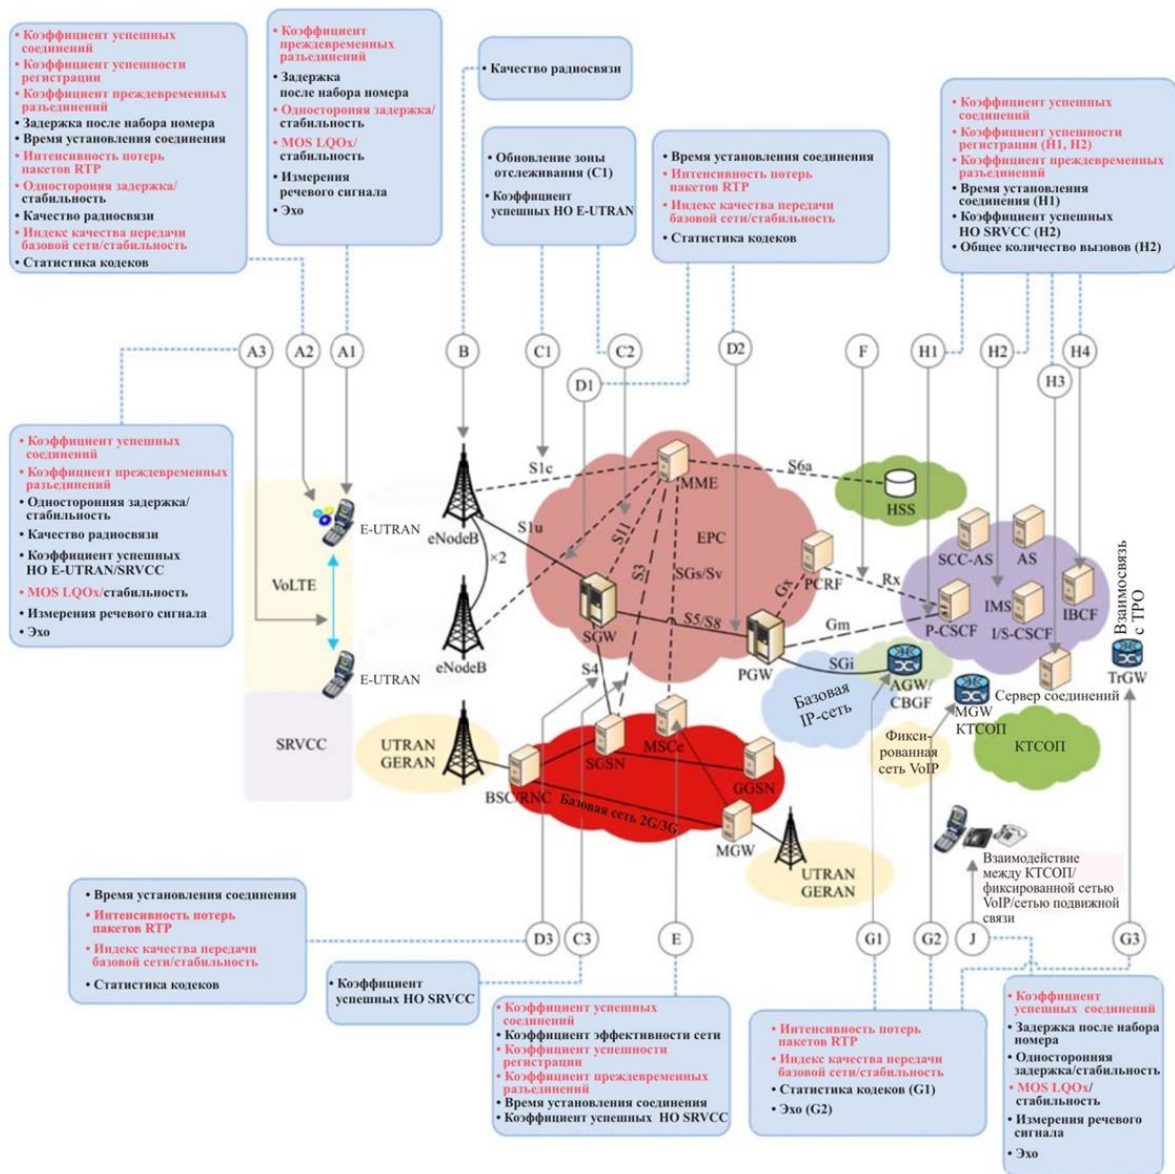 • Коэффициент успешных
соединений
• Коэффициент успешности
регистрации
• Коэффициент преждевременных
разъединений
• Задержка после набора номера
• Время установления соединения
• Интенсивность потерь
пакетов RTP
• Одностороняя задержка/
стабильность
• Качество радиосвязи
• Индекс качества передачи
базовой сети/стабильность
• Статистика кодеков
• Коэффициент
преждевременных
разъединений
• Задержка
после набора номера
• Одностороняя задержка/
стабильность
• MOS LQOx/
стабильность
• Измерения
речевого сигнала
• Эхо
• Качество радиосвязи
• Обновление зоны
отслеживания (C1)
• Коэффициент
успешных НО E-UTRAN
• Время установления соединения
• Интенсивность потерь
пакетов RTP
• Индекс качества передачи
базовой сети/стабильность
• Статистика кодеков
• Коэффициент успешных
соединений
• Коэффициент успешности
регистрации (H1, H2)
• Коэффициент преждевременных
разъединений
• Время установления
соединения (H1)
• Коэффициент успешных
НО SRVCC (H2)
• Общее количество вызовов (H2)
A3
A2
A1
B
C1
C2
D1
D2
F
H1
H2
H3
H4
• Коэффициент успешных
соединений
• Коэффициент преждевременных
разъединений
• Односторонняя задержка/
стабильность
• Качество радиосвязи
• Коэффициент успешных
НО E-UTRAN/SRVCC
• MOS LQOx/стабильность
• Измерения речевого сигнала
• Эхо
E-UTRAN
VoLTE
E-UTRAN
SRVCC
eNodeB
×2
eNodeB
S1c
S1u
S11
S3
MME
S6a
HSS
EPC
SGs/Sv
SGW
S5/S8
S4
PCRF
Gx
Rx
Gm
PGW
SGi
SCC-AS
AS
IMS
P-CSCF
I/S-CSCF
IBCF
Взаимосвязь
с ТРО
TrGW
Сервер соединений
AGW/
CBGF
Базовая
IP-сеть
MGW
КТСОП
КТСОП
Фикси-
рованная
сеть VoIP
UTRAN
GERAN
BSC/RNC
SGSN
MSCe
GGSN
Базовая сеть 2G/3G
MGW
UTRAN
GERAN
Взаимодействие
между КТСОП/
фиксированной сетью
VoIP/сетью подвижной
связи
D3
C3
E
G1
G2
J
G3
• Время установления соединения
• Интенсивность потерь
пакетов RTP
• Индекс качества передачи
базовой сети/стабильность
• Статистика кодеков
• Коэффициент
успешных НО SRVCC
• Коэффициент успешных
соединений
• Коэффициент эффективности сети
• Коэффициент успешности
регистрации
• Коэффициент преждевременных
разъединений
• Время установления соединения
• Коэффициент успешных НО SRVCC
• Интенсивность потерь
пакетов RTP
• Индекс качества передачи
базовой сети/стабильность
• Статистика кодеков (G1)
• Эхо (G2)
• Коэффициент
успешных соединений
• Задержка после набора
номера
• Односторонняя
задержка/стабильность
• MOS LQOx/
стабильность
• Измерения речевого
сигнала
• Эхо